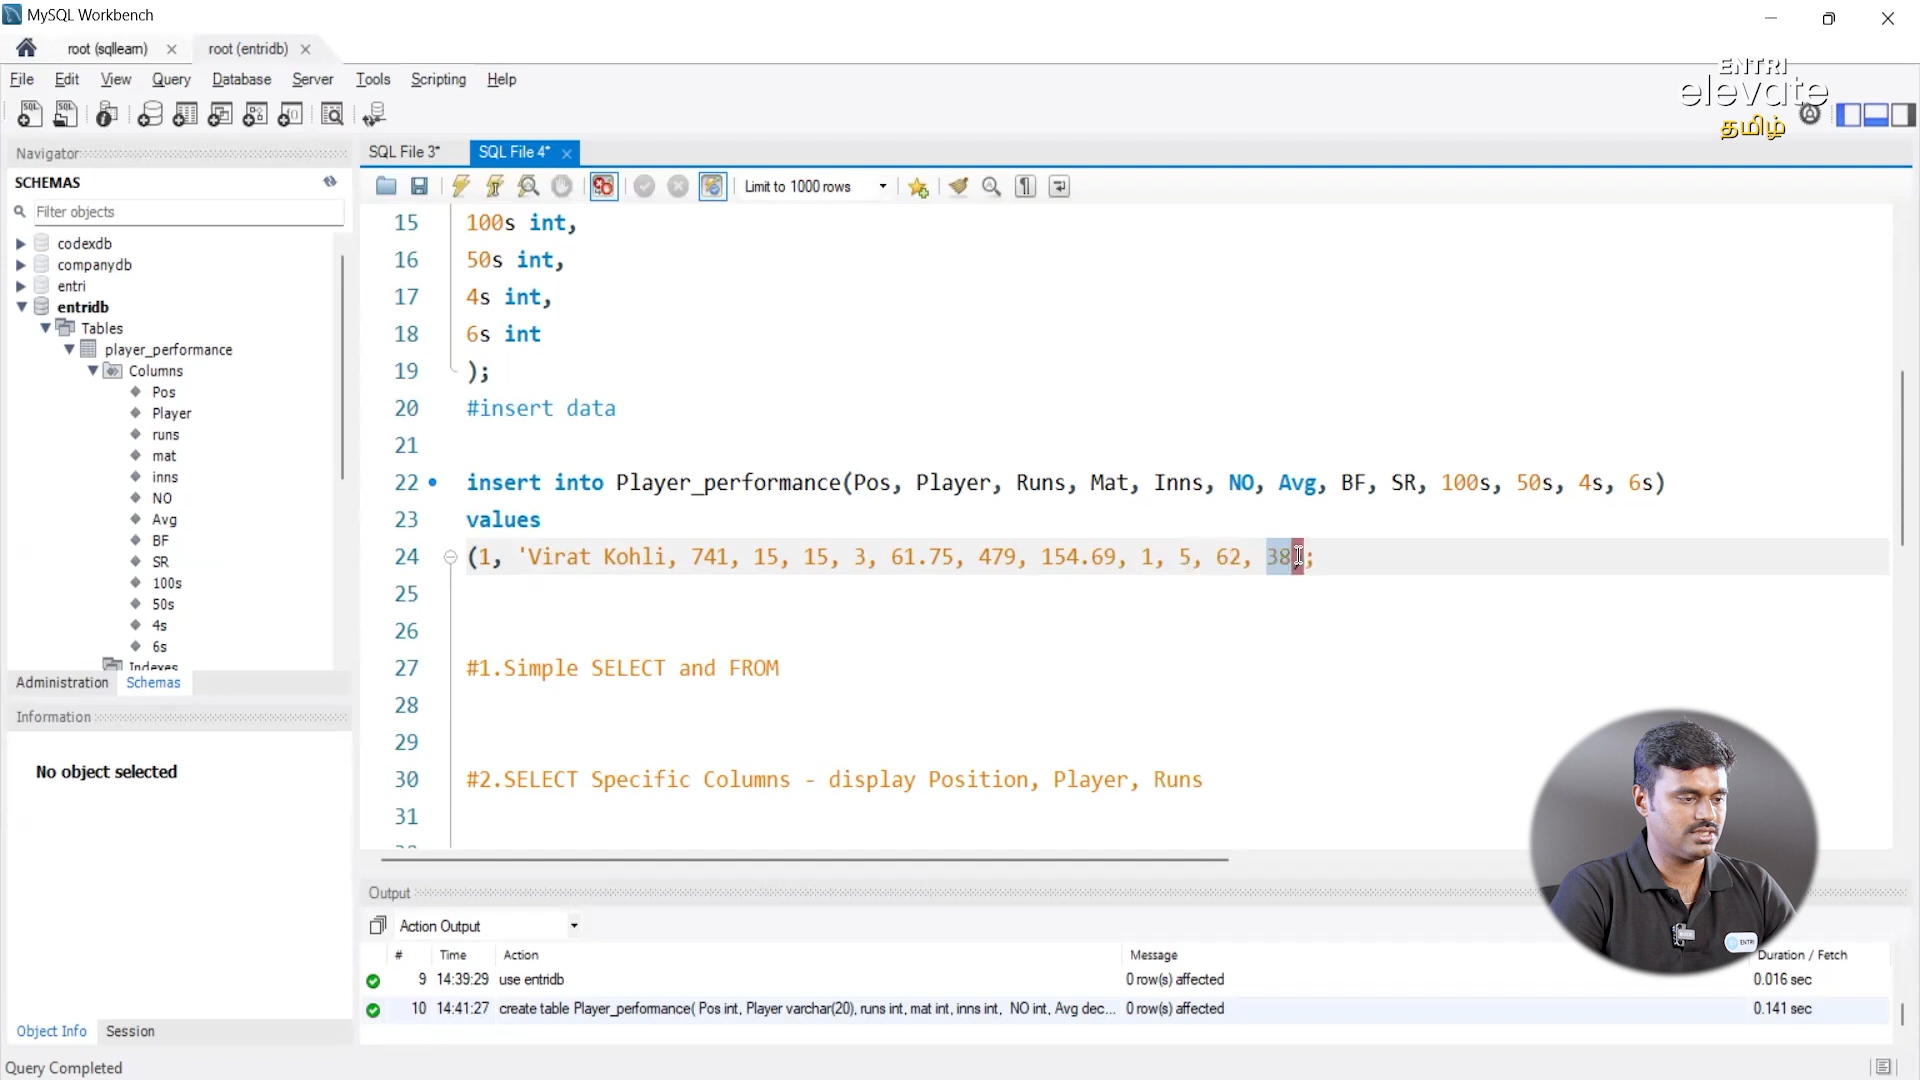 MySQL Workbench
root (sqllearn)
root (entridb)
File Edit View Query Database Server Tools Scripting Help
ENTRI
elevate
தமிழ்
Navigator
SCHEMAS
Filter objects
codexdb
companydb
entri
entridb
Tables
player_performance
Columns
Pos
Player
runs
mat
inns
NO
Avg
BF
SR
100s
50s
4s
6s
Indexes
Administration Schemas
Information
No object selected
Object Info Session
Query Completed
SQL File 3* SQL File 4*
Limit to 1000 rows
15 100s int,
16 50s int,
17 4s int,
18 6s int
19 );
20 #insert data
21
22 insert into Player_performance(Pos, Player, Runs, Mat, Inns, NO, Avg, BF, SR, 100s, 50s, 4s, 6s)
23 values
24 (1, 'Virat Kohli, 741, 15, 15, 3, 61.75, 479, 154.69, 1, 5, 62, 38);
25
26
27 #1.Simple SELECT and FROM
28
29
30 #2.SELECT Specific Columns - display Position, Player, Runs
31
Output
Action Output
# Time Action Message Duration / Fetch
9 14:39:29 use entridb 0 row(s) affected 0.016 sec
10 14:41:27 create table Player_performance( Pos int, Player varchar(20), runs int, mat int, inns int, NO int, Avg dec... 0 row(s) affected 0.141 sec
ENTRI